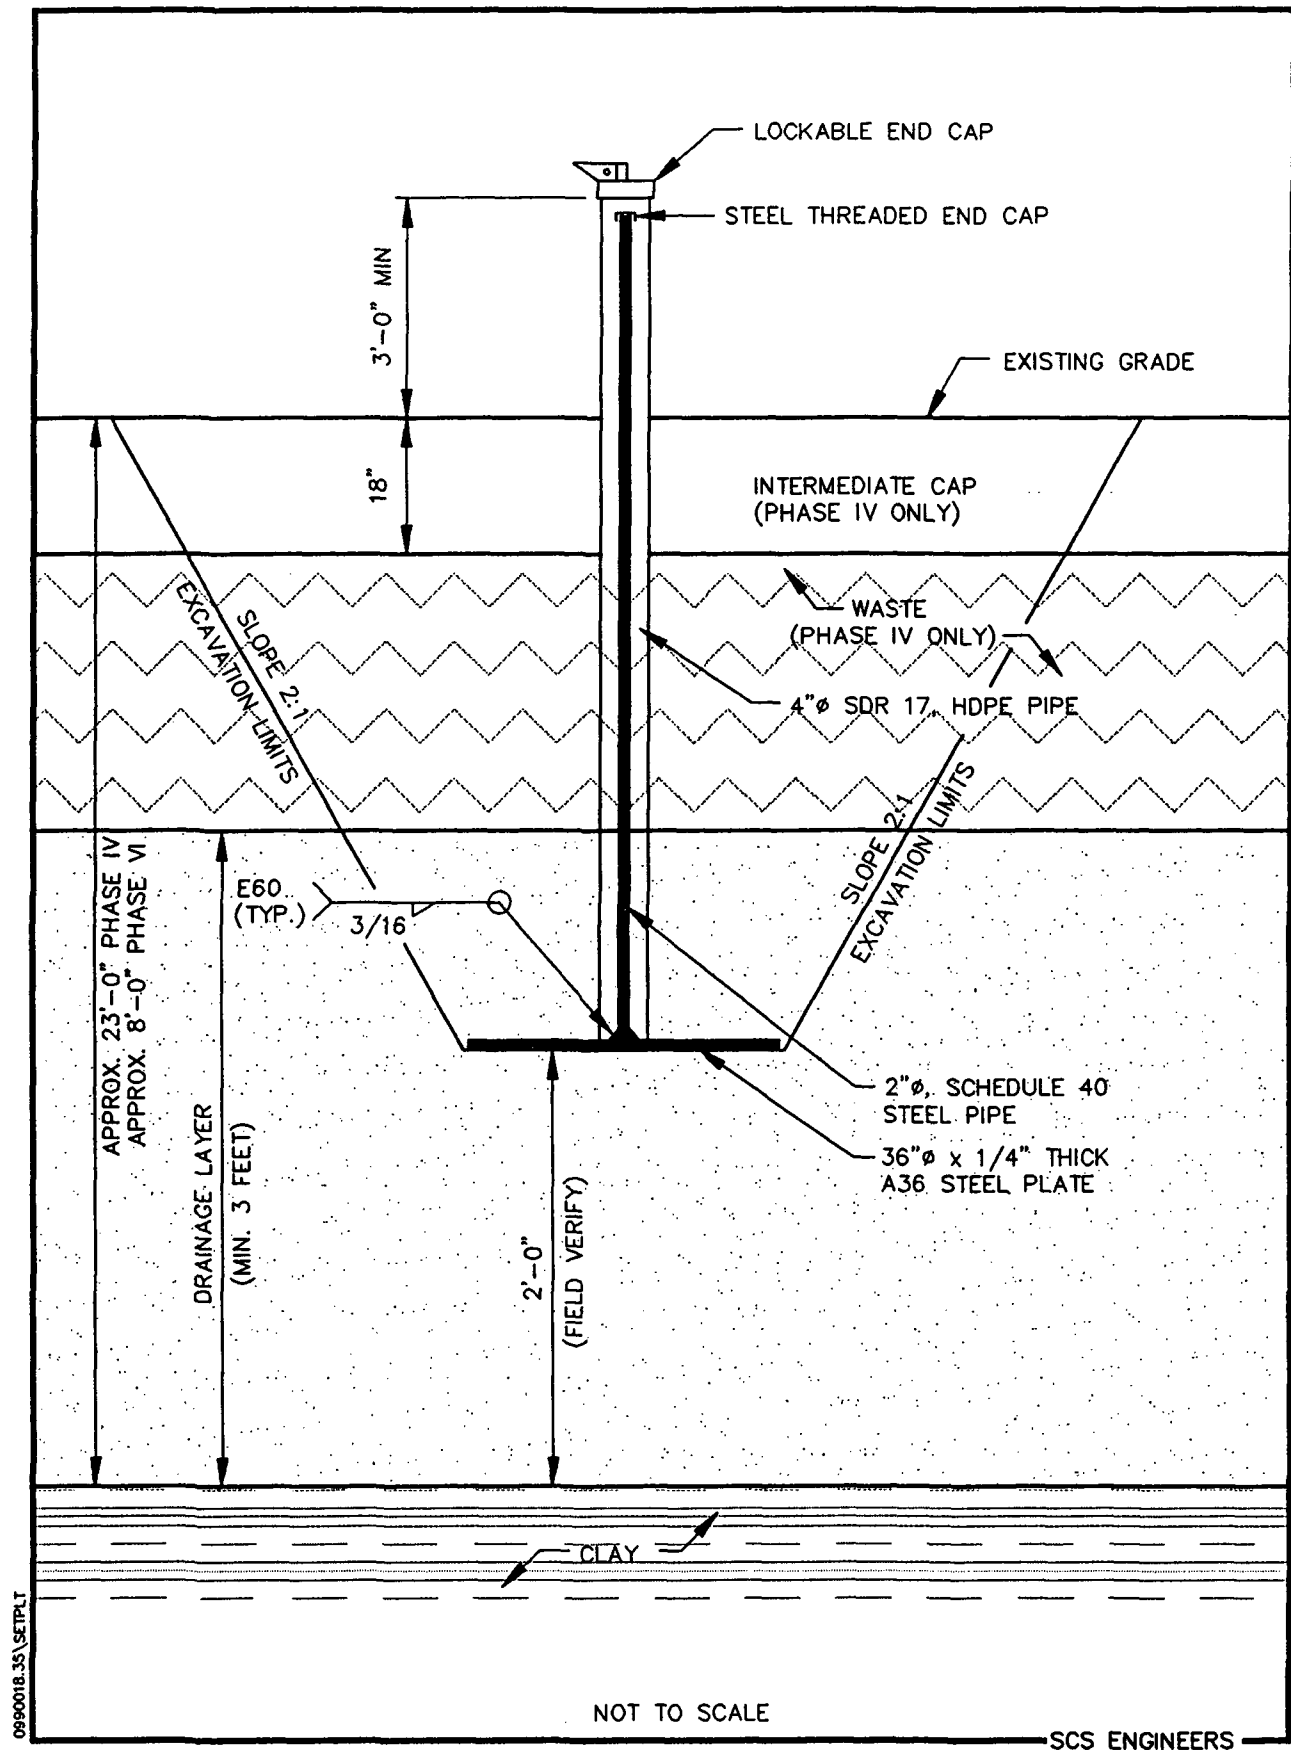 LOCKABLE END CAP
STEEL THREADED END CAP
3'-0" MIN
EXISTING GRADE
18"
INTERMEDIATE CAP
(PHASE IV ONLY)
WASTE
(PHASE IV ONLY)
SLOPE 2:1
EXCAVATION LIMITS
4"ø SDR 17, HDPE PIPE
SLOPE 2:1
EXCAVATION LIMITS
E60
(TYP.)
3/16
APPROX. 23'-0" PHASE IV
APPROX. 8'-0" PHASE VI
DRAINAGE LAYER
(MIN. 3 FEET)
2'-0"
(FIELD VERIFY)
2"ø, SCHEDULE 40
STEEL PIPE
36"ø x 1/4" THICK
A36 STEEL PLATE
CLAY
0990018.35\SETPLT
NOT TO SCALE
SCS ENGINEERS